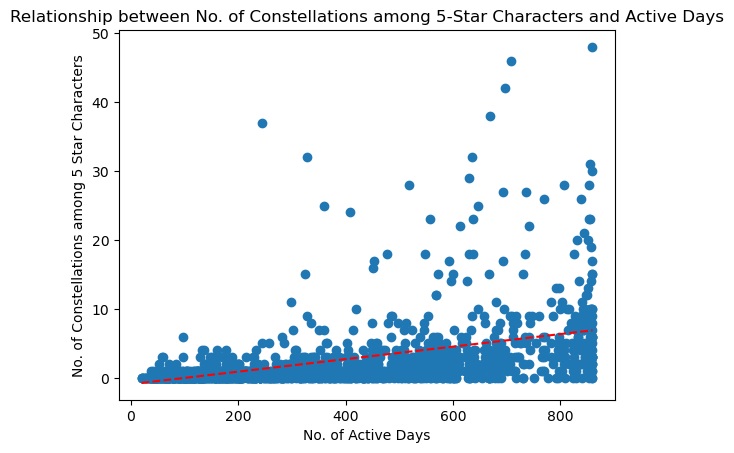 Relationship between No. of Constellations among 5-Star Characters and Active Days
No. of Constellations among 5 Star Characters
50
40
30
20
10
0
0 200 400 600 800
No. of Active Days